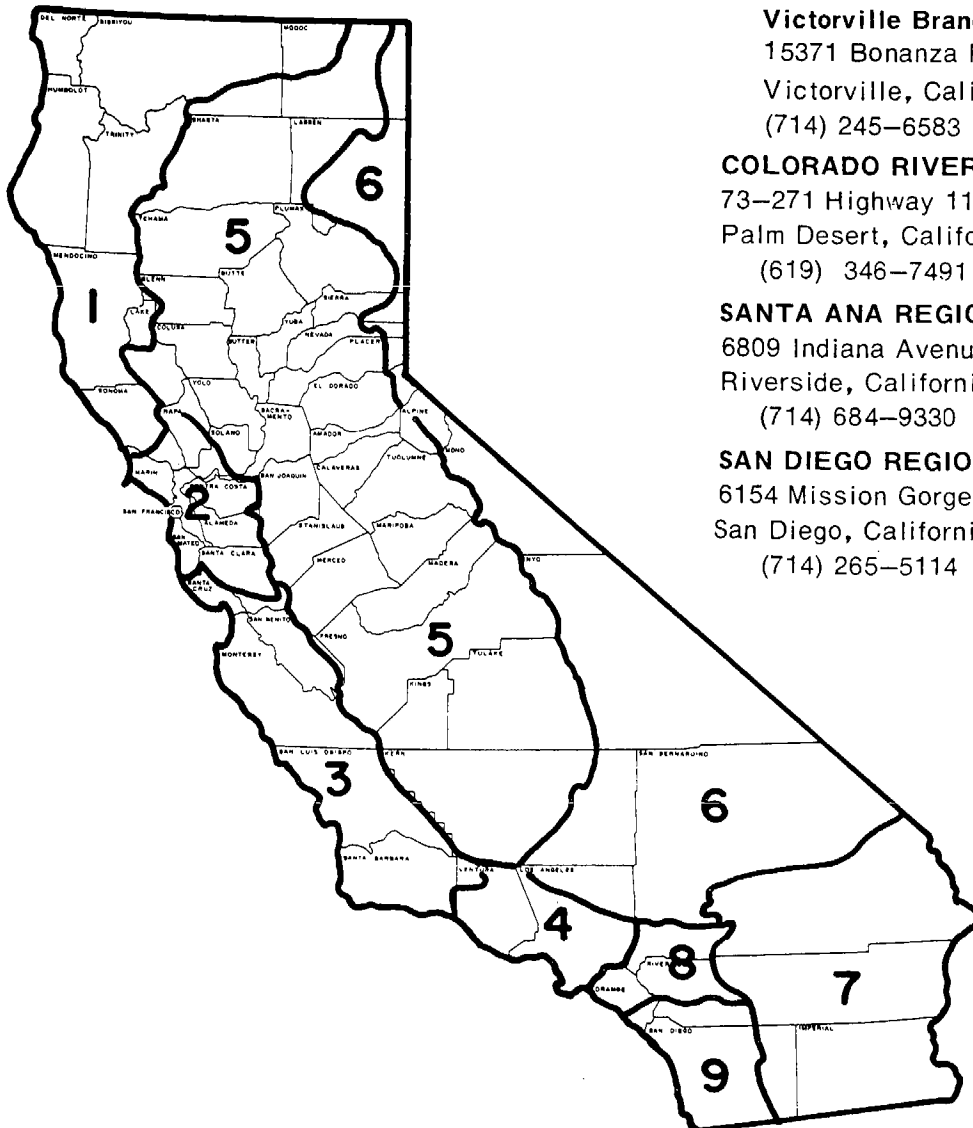 Victorville Bran
15371 Bonanza
Victorville, Cali
(714) 245–6583
COLORADO RIVER
73–271 Highway 11
Palm Desert, Califo
(619) 346–7491
SANTA ANA REGIO
6809 Indiana Avenu
Riverside, Californi
(714) 684–9330
SAN DIEGO REGIO
6154 Mission Gorge
San Diego, Californi
(714) 265–5114
DEL NORTE
SISKIYOU
MODOC
HUMBOLDT
TRINITY
SHASTA
LASSEN
6
TEHAMA
PLUMAS
5
MENDOCINO
GLENN
BUTTE
1
LAKE
COLUSA
SIERRA
YUBA
NEVADA
SUTTER
PLACER
SONOMA
YOLO
EL DORADO
NAPA
SACRA-
MENTO
ALPINE
SOLANO
AMADOR
MONO
MARIN
CALAVERAS
TUOLUMNE
SAN JOAQUIN
CONTRA COSTA
2
SAN FRANCISCO
ALAMEDA
STANISLAUS
MARIPOSA
SAN
MATEO
SANTA CLARA
MERCED
MADERA
INYO
SANTA
CRUZ
SAN BENITO
FRESNO
5
MONTEREY
TULARE
KINGS
SAN LUIS OBISPO
KERN
SAN BERNARDINO
3
6
SANTA BARBARA
VENTURA
LOS ANGELES
4
8
ORANGE
7
SAN DIEGO
IMPERIAL
9